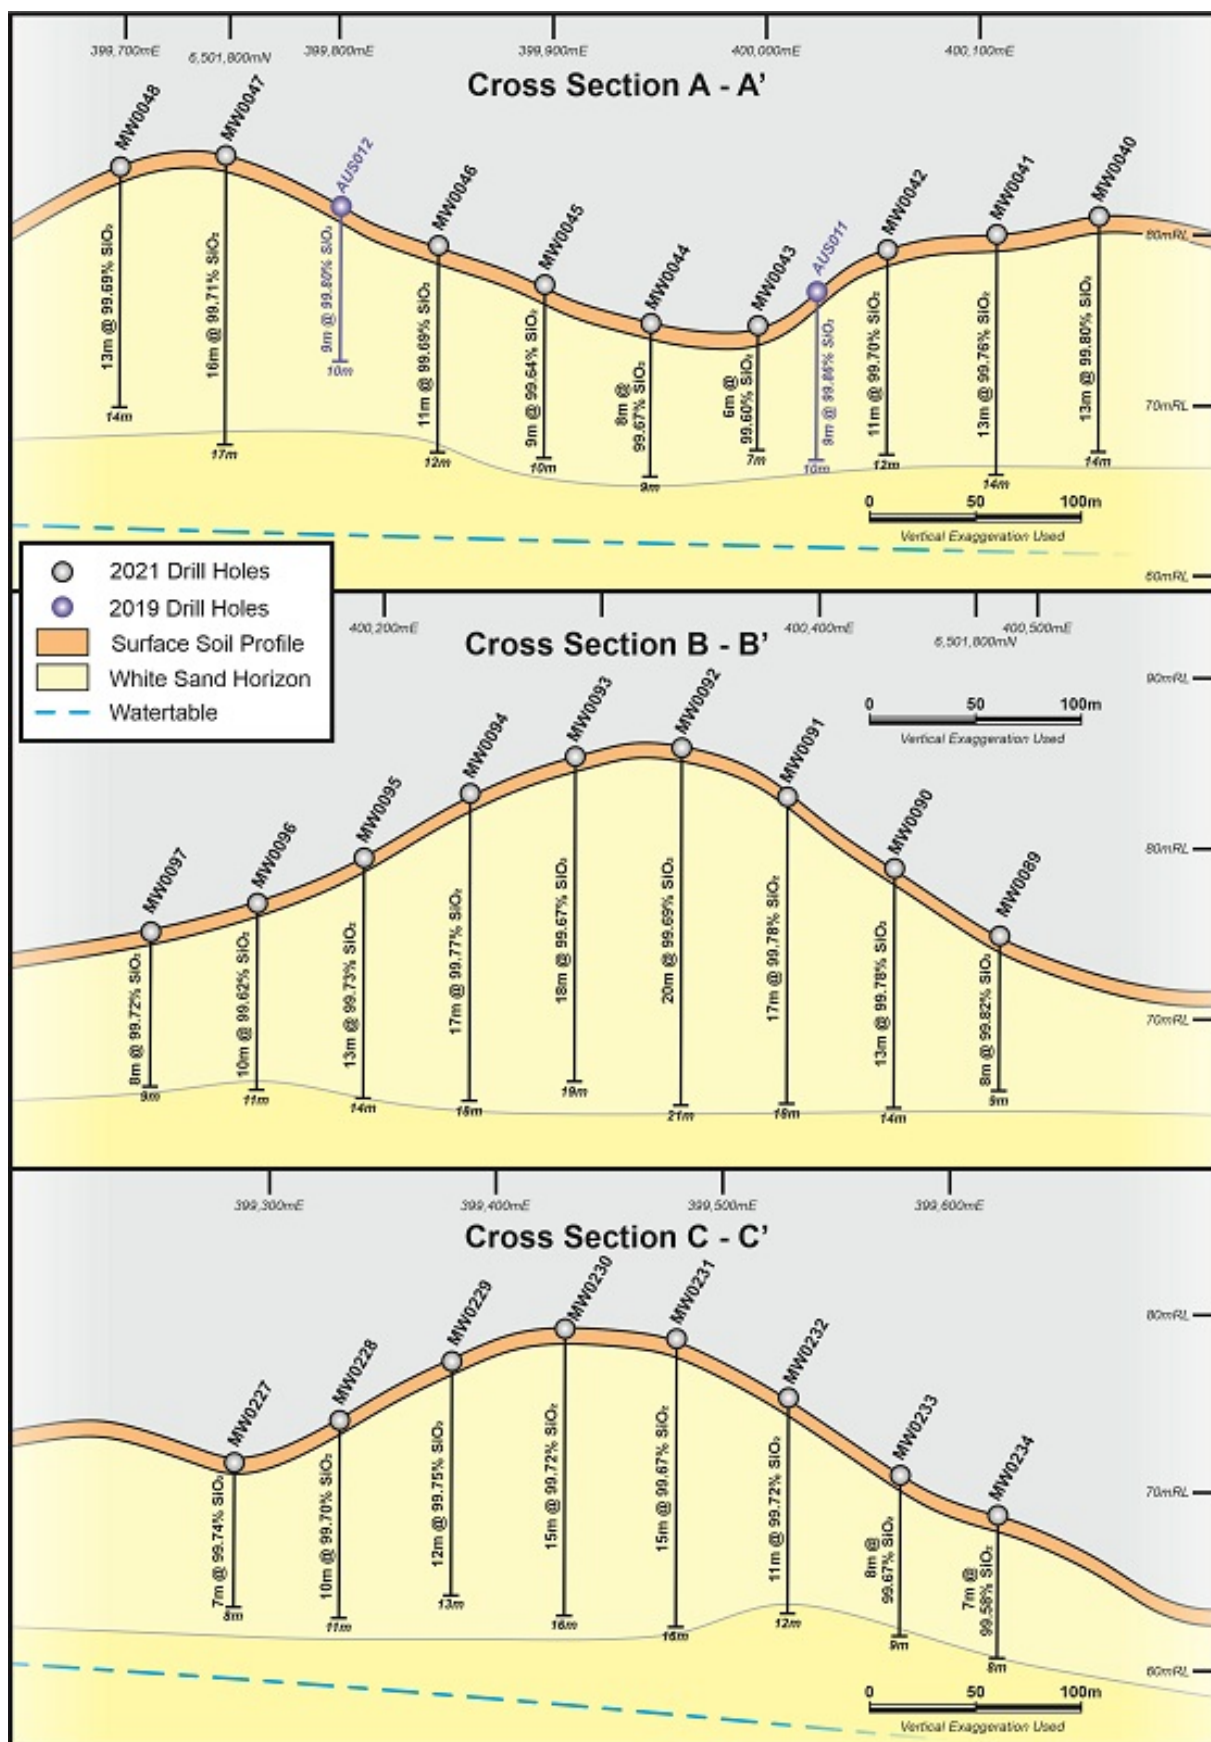 399,700mE
6,501,800mN
399,800mE
399,900mE
400,000mE
400,100mE
Cross Section A - A’
MW0048
MW0047
AUS012
MW0046
MW0045
MW0044
MW0043
AUS011
MW0042
MW0041
MW0040
13m @ 99.69% SiO₂
16m @ 99.71% SiO₂
9m @ 99.80% SiO₂
11m @ 99.69% SiO₂
9m @ 99.64% SiO₂
8m @
99.67% SiO₂
6m @
99.60% SiO₂
9m @ 99.86% SiO₂
11m @ 99.70% SiO₂
13m @ 99.76% SiO₂
13m @ 99.80% SiO₂
14m
17m
10m
12m
10m
9m
7m
10m
12m
14m
14m
80mRL
70mRL
60mRL
0 50 100m
Vertical Exaggeration Used
2021 Drill Holes
2019 Drill Holes
Surface Soil Profile
White Sand Horizon
Watertable
400,200mE
400,400mE
6,501,800mN
400,500mE
Cross Section B - B’
MW0097
MW0096
MW0095
MW0094
MW0093
MW0092
MW0091
MW0090
MW0089
8m @ 99.72% SiO₂
10m @ 99.62% SiO₂
13m @ 99.73% SiO₂
17m @ 99.77% SiO₂
18m @ 99.67% SiO₂
20m @ 99.69% SiO₂
17m @ 99.78% SiO₂
13m @ 99.78% SiO₂
8m @ 99.82% SiO₂
9m
11m
14m
18m
19m
21m
18m
14m
9m
90mRL
80mRL
70mRL
0 50 100m
Vertical Exaggeration Used
399,300mE
399,400mE
399,500mE
399,600mE
Cross Section C - C’
MW0227
MW0228
MW0229
MW0230
MW0231
MW0232
MW0233
MW0234
7m @ 99.74% SiO₂
10m @ 99.70% SiO₂
12m @ 99.75% SiO₂
15m @ 99.72% SiO₂
15m @ 99.67% SiO₂
11m @ 99.72% SiO₂
8m @
99.67% SiO₂
7m @
99.58% SiO₂
8m
11m
13m
16m
16m
12m
9m
8m
80mRL
70mRL
60mRL
0 50 100m
Vertical Exaggeration Used